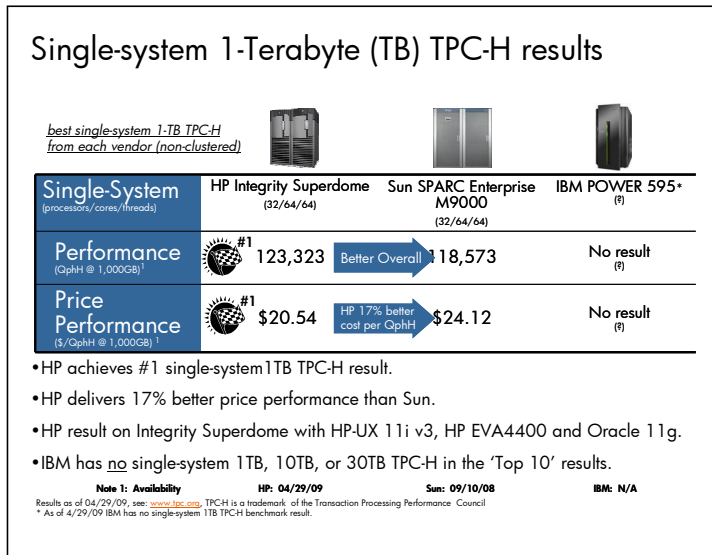 Single-system 1-Terabyte (TB) TPC-H results
best single-system 1-TB TPC-H
from each vendor (non-clustered)
Single-System
(processors/cores/threads)
HP Integrity Superdome
(32/64/64)
Sun SPARC Enterprise
M9000
(32/64/64)
IBM POWER 595*
(?)
Performance
(QphH @ 1,000GB)1
#1
123,323
Better Overall
118,573
No result
(?)
Price
Performance
($/QphH @ 1,000GB) 1
#1
$20.54
HP 17% better
cost per QphH
$24.12
No result
(?)
•HP achieves #1 single-system1TB TPC-H result.
•HP delivers 17% better price performance than Sun.
•HP result on Integrity Superdome with HP-UX 11i v3, HP EVA4400 and Oracle 11g.
•IBM has no single-system 1TB, 10TB, or 30TB TPC-H in the ‘Top 10’ results.
Note 1: Availability HP: 04/29/09 Sun: 09/10/08 IBM: N/A
Results as of 04/29/09, see: www.tpc.org, TPC-H is a trademark of the Transaction Processing Performance Council
* As of 4/29/09 IBM has no single-system 1TB TPC-H benchmark result.